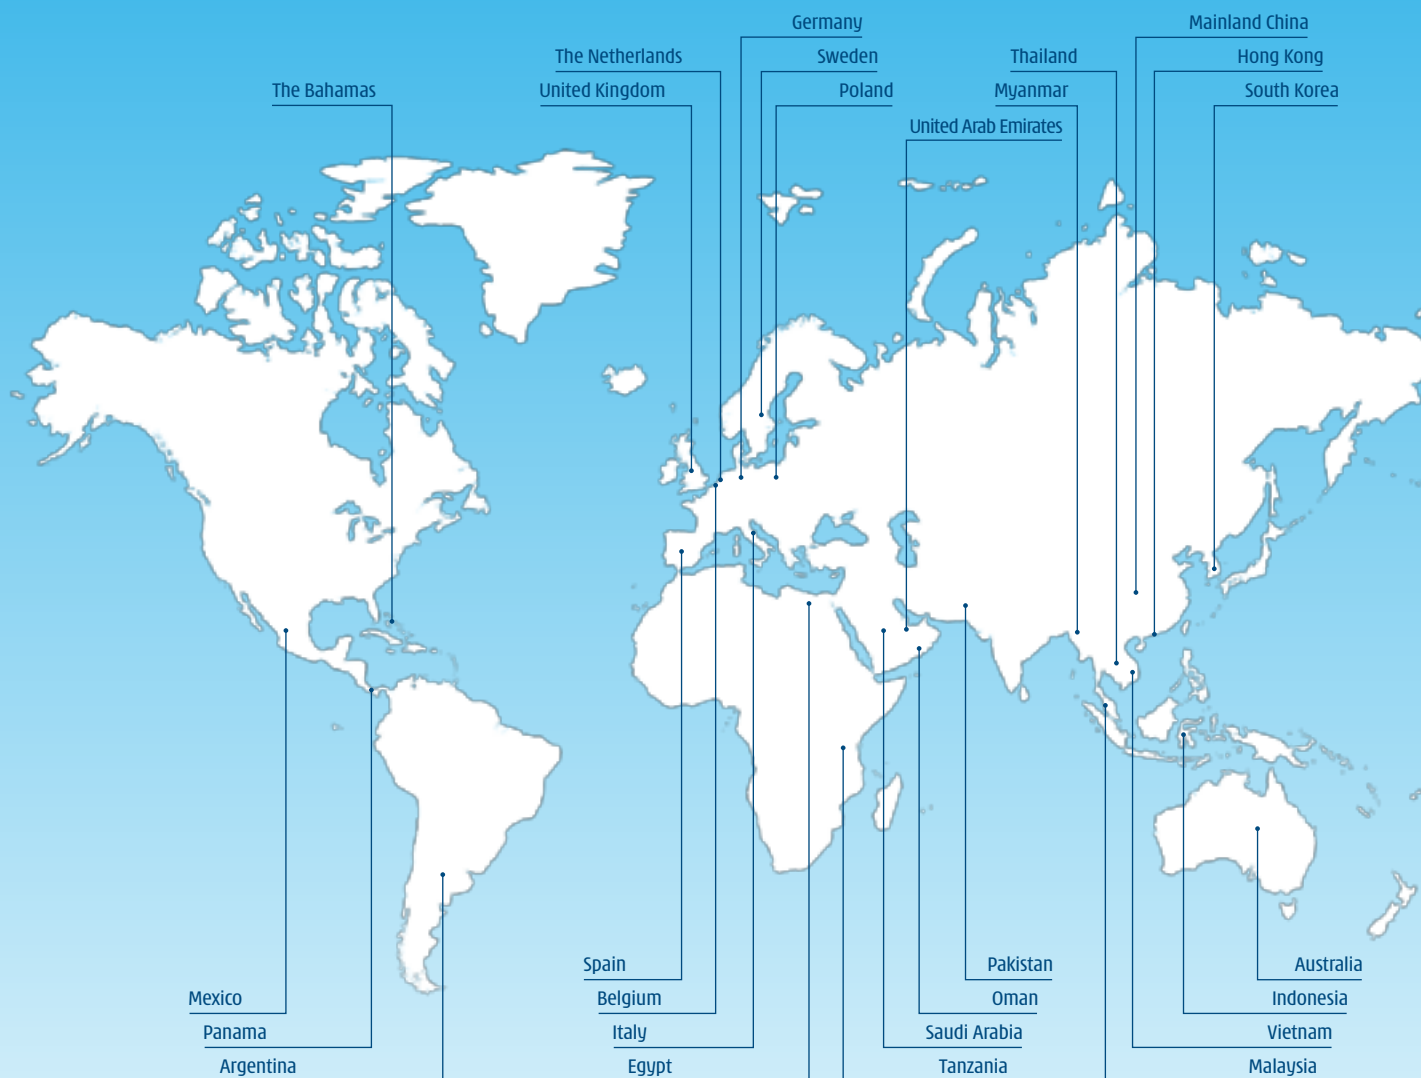 Germany
Mainland China
The Netherlands
Sweden
Thailand
Hong Kong
The Bahamas
United Kingdom
Poland
Myanmar
South Korea
United Arab Emirates
Spain
Pakistan
Australia
Mexico
Belgium
Oman
Indonesia
Panama
Italy
Saudi Arabia
Vietnam
Argentina
Egypt
Tanzania
Malaysia